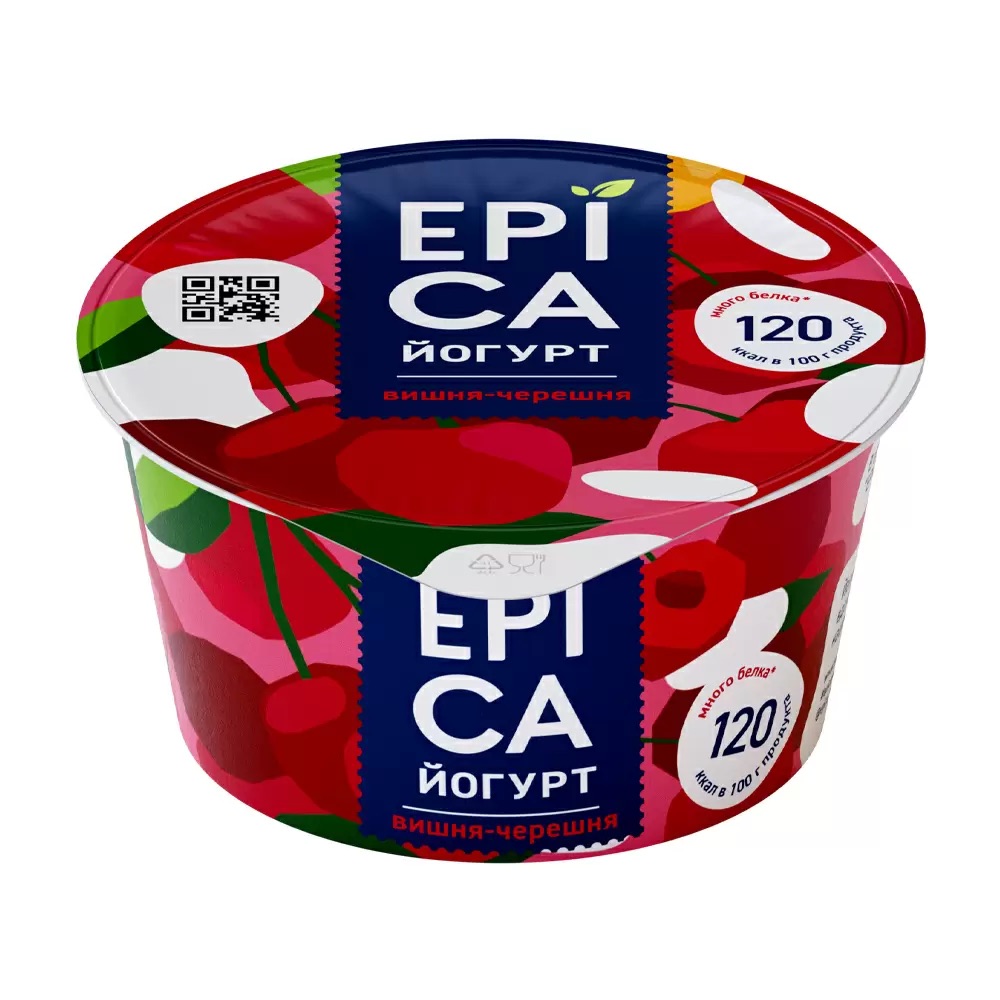 EPI
CA
ЙОГУРТ
вишня-черешня
много белка*
120
ккал в 100 г продукта
EPI
CA
ЙОГУРТ
вишня-черешня
много белка*
120
ккал в 100 г продукта